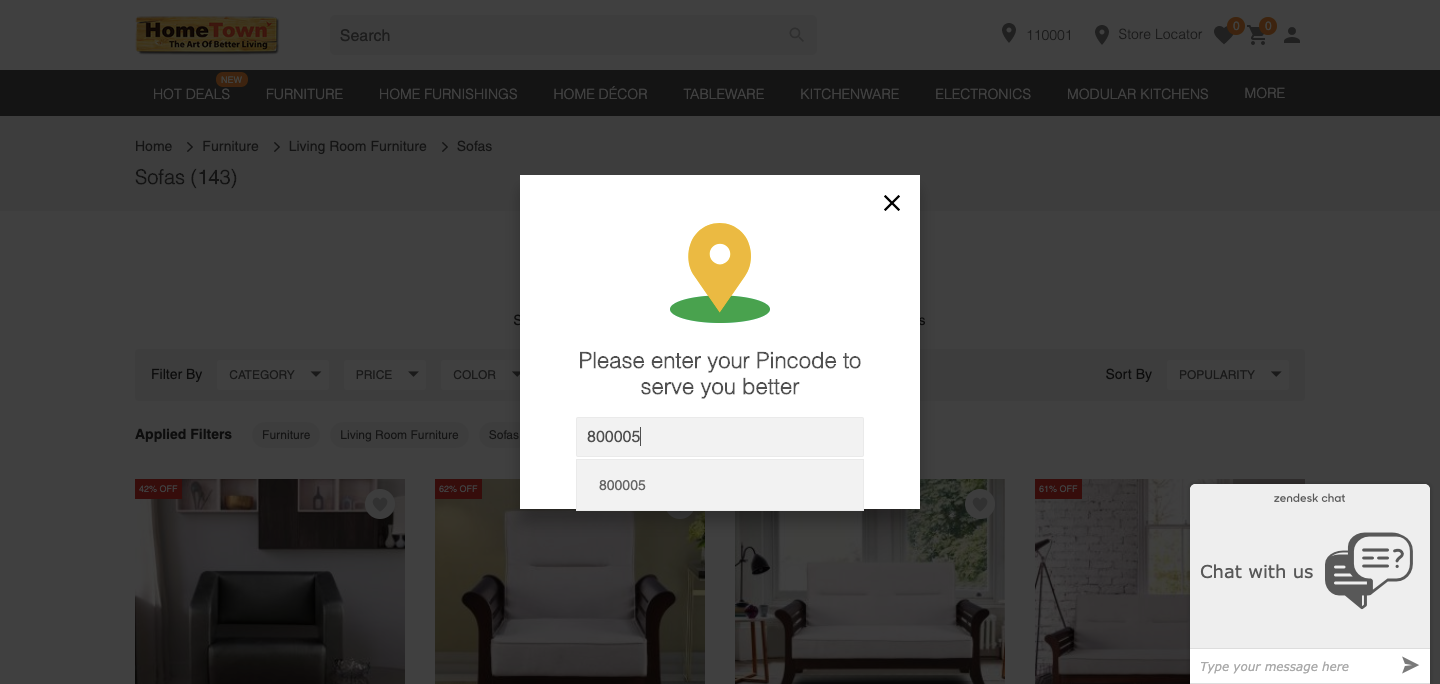 HomeTown
The Art Of Better Living
Search
110001
Store Locator
0
0
NEW
HOT DEALS
FURNITURE
HOME FURNISHINGS
HOME DÉCOR
TABLEWARE
KITCHENWARE
ELECTRONICS
MODULAR KITCHENS
MORE
Home > Furniture > Living Room Furniture > Sofas
Sofas (143)
Please enter your Pincode to
serve you better
800005
800005
Filter By
CATEGORY
PRICE
COLOR
Sort By
POPULARITY
Applied Filters
Furniture
Living Room Furniture
Sofas
42% OFF
62% OFF
61% OFF
zendesk chat
Chat with us
Type your message here